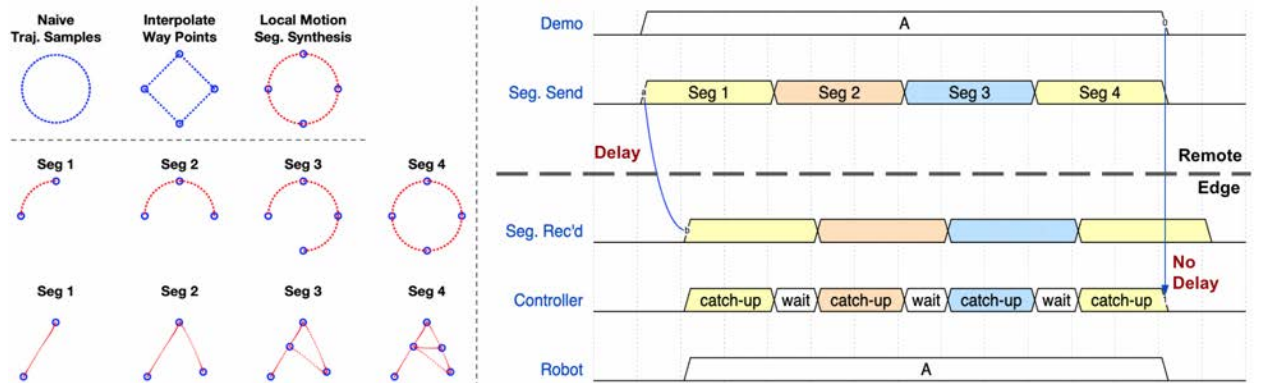 Naive
Traj. Samples
Interpolate
Way Points
Local Motion
Seg. Synthesis
Seg 1
Seg 2
Seg 3
Seg 4
Seg 1
Seg 2
Seg 3
Seg 4
Demo
A
Seg. Send
Seg 1
Seg 2
Seg 3
Seg 4
Delay
Remote
Edge
Seg. Rec'd
b
No
Delay
Controller
catch-up
wait
catch-up
wait
catch-up
wait
catch-up
Robot
A